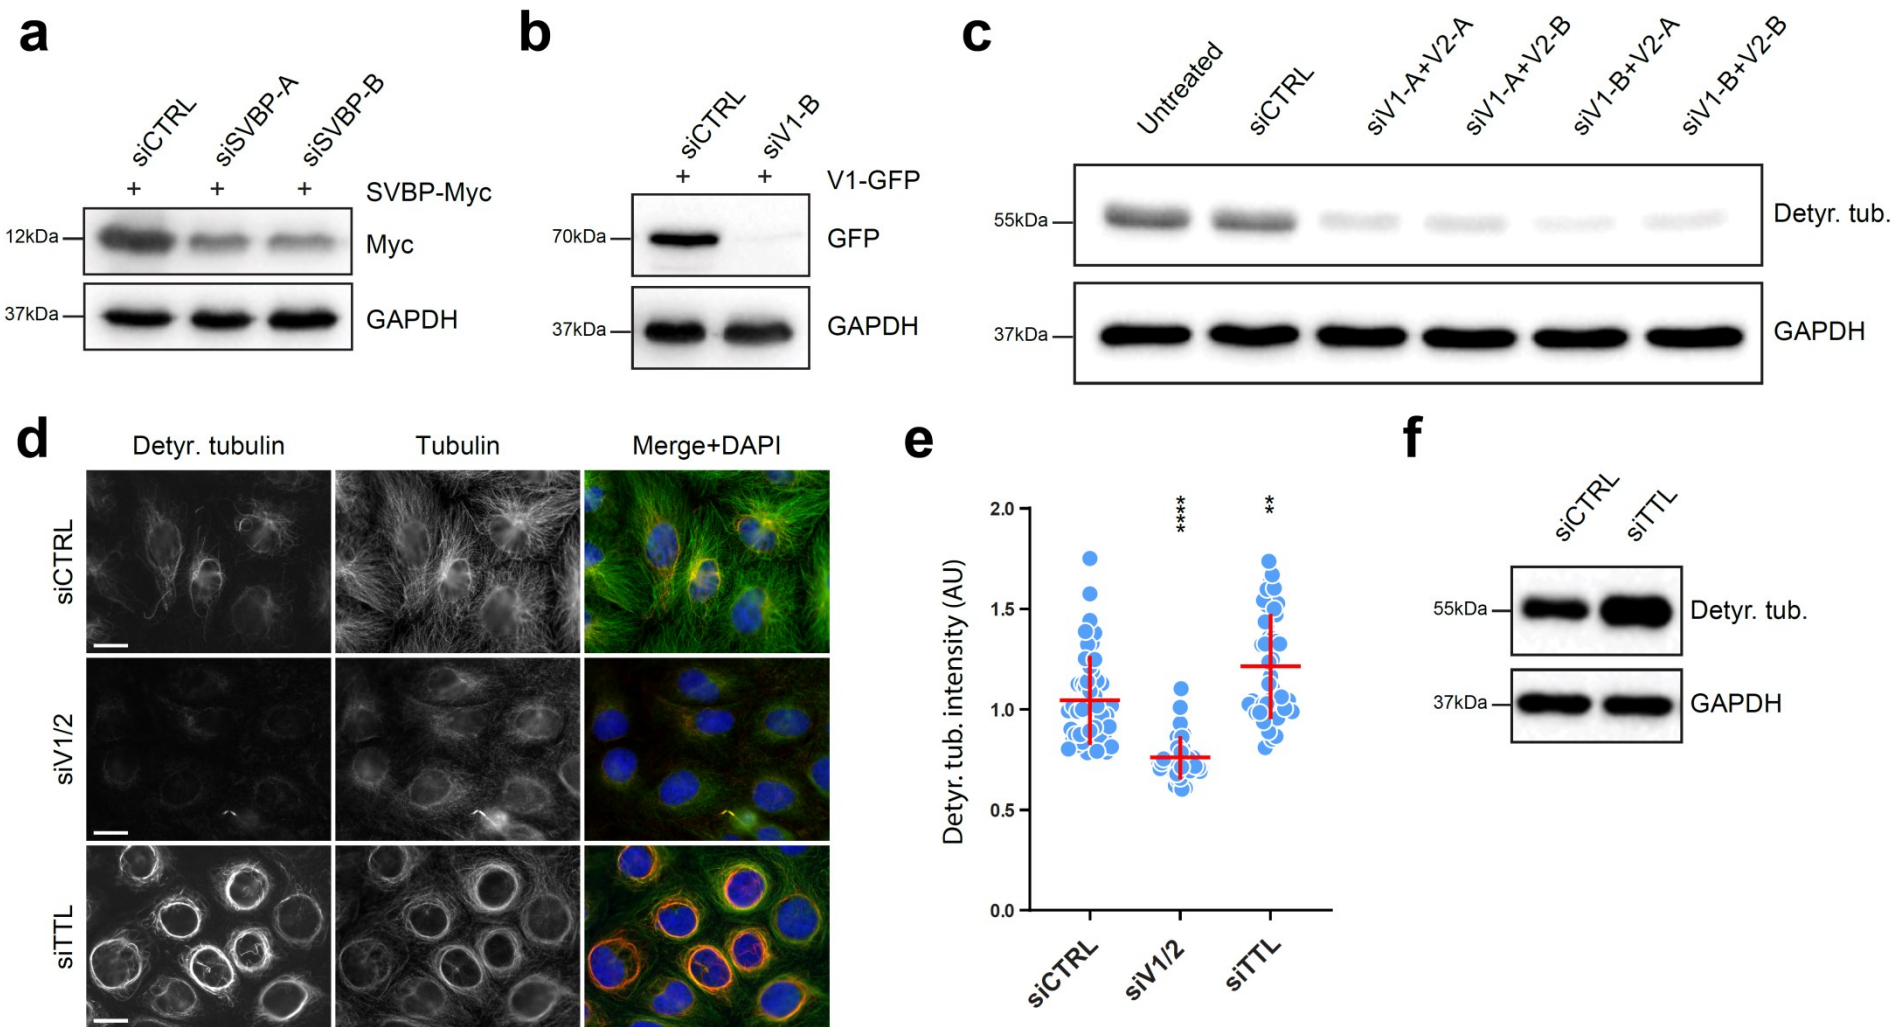 a
siCTRL siSVBP-A siSVBP-B
+ + + SVBP-Myc
12kDa Myc
37kDa GAPDH
b
siCTRL siV1-B
+ + V1-GFP
70kDa GFP
37kDa GAPDH
c
Untreated siCTRL siV1-A+V2-A siV1-A+V2-B siV1-B+V2-A siV1-B+V2-B
55kDa Detyr. tub.
37kDa GAPDH
d
Detyr. tubulin Tubulin Merge+DAPI
siCTRL
siV1/2
siTTL
e
Detyr. tub. intensity (AU)
**** **
2.0
1.5
1.0
0.5
0.0
siCTRL siV1/2 siTTL
f
siCTRL siTTL
55kDa Detyr. tub.
37kDa GAPDH